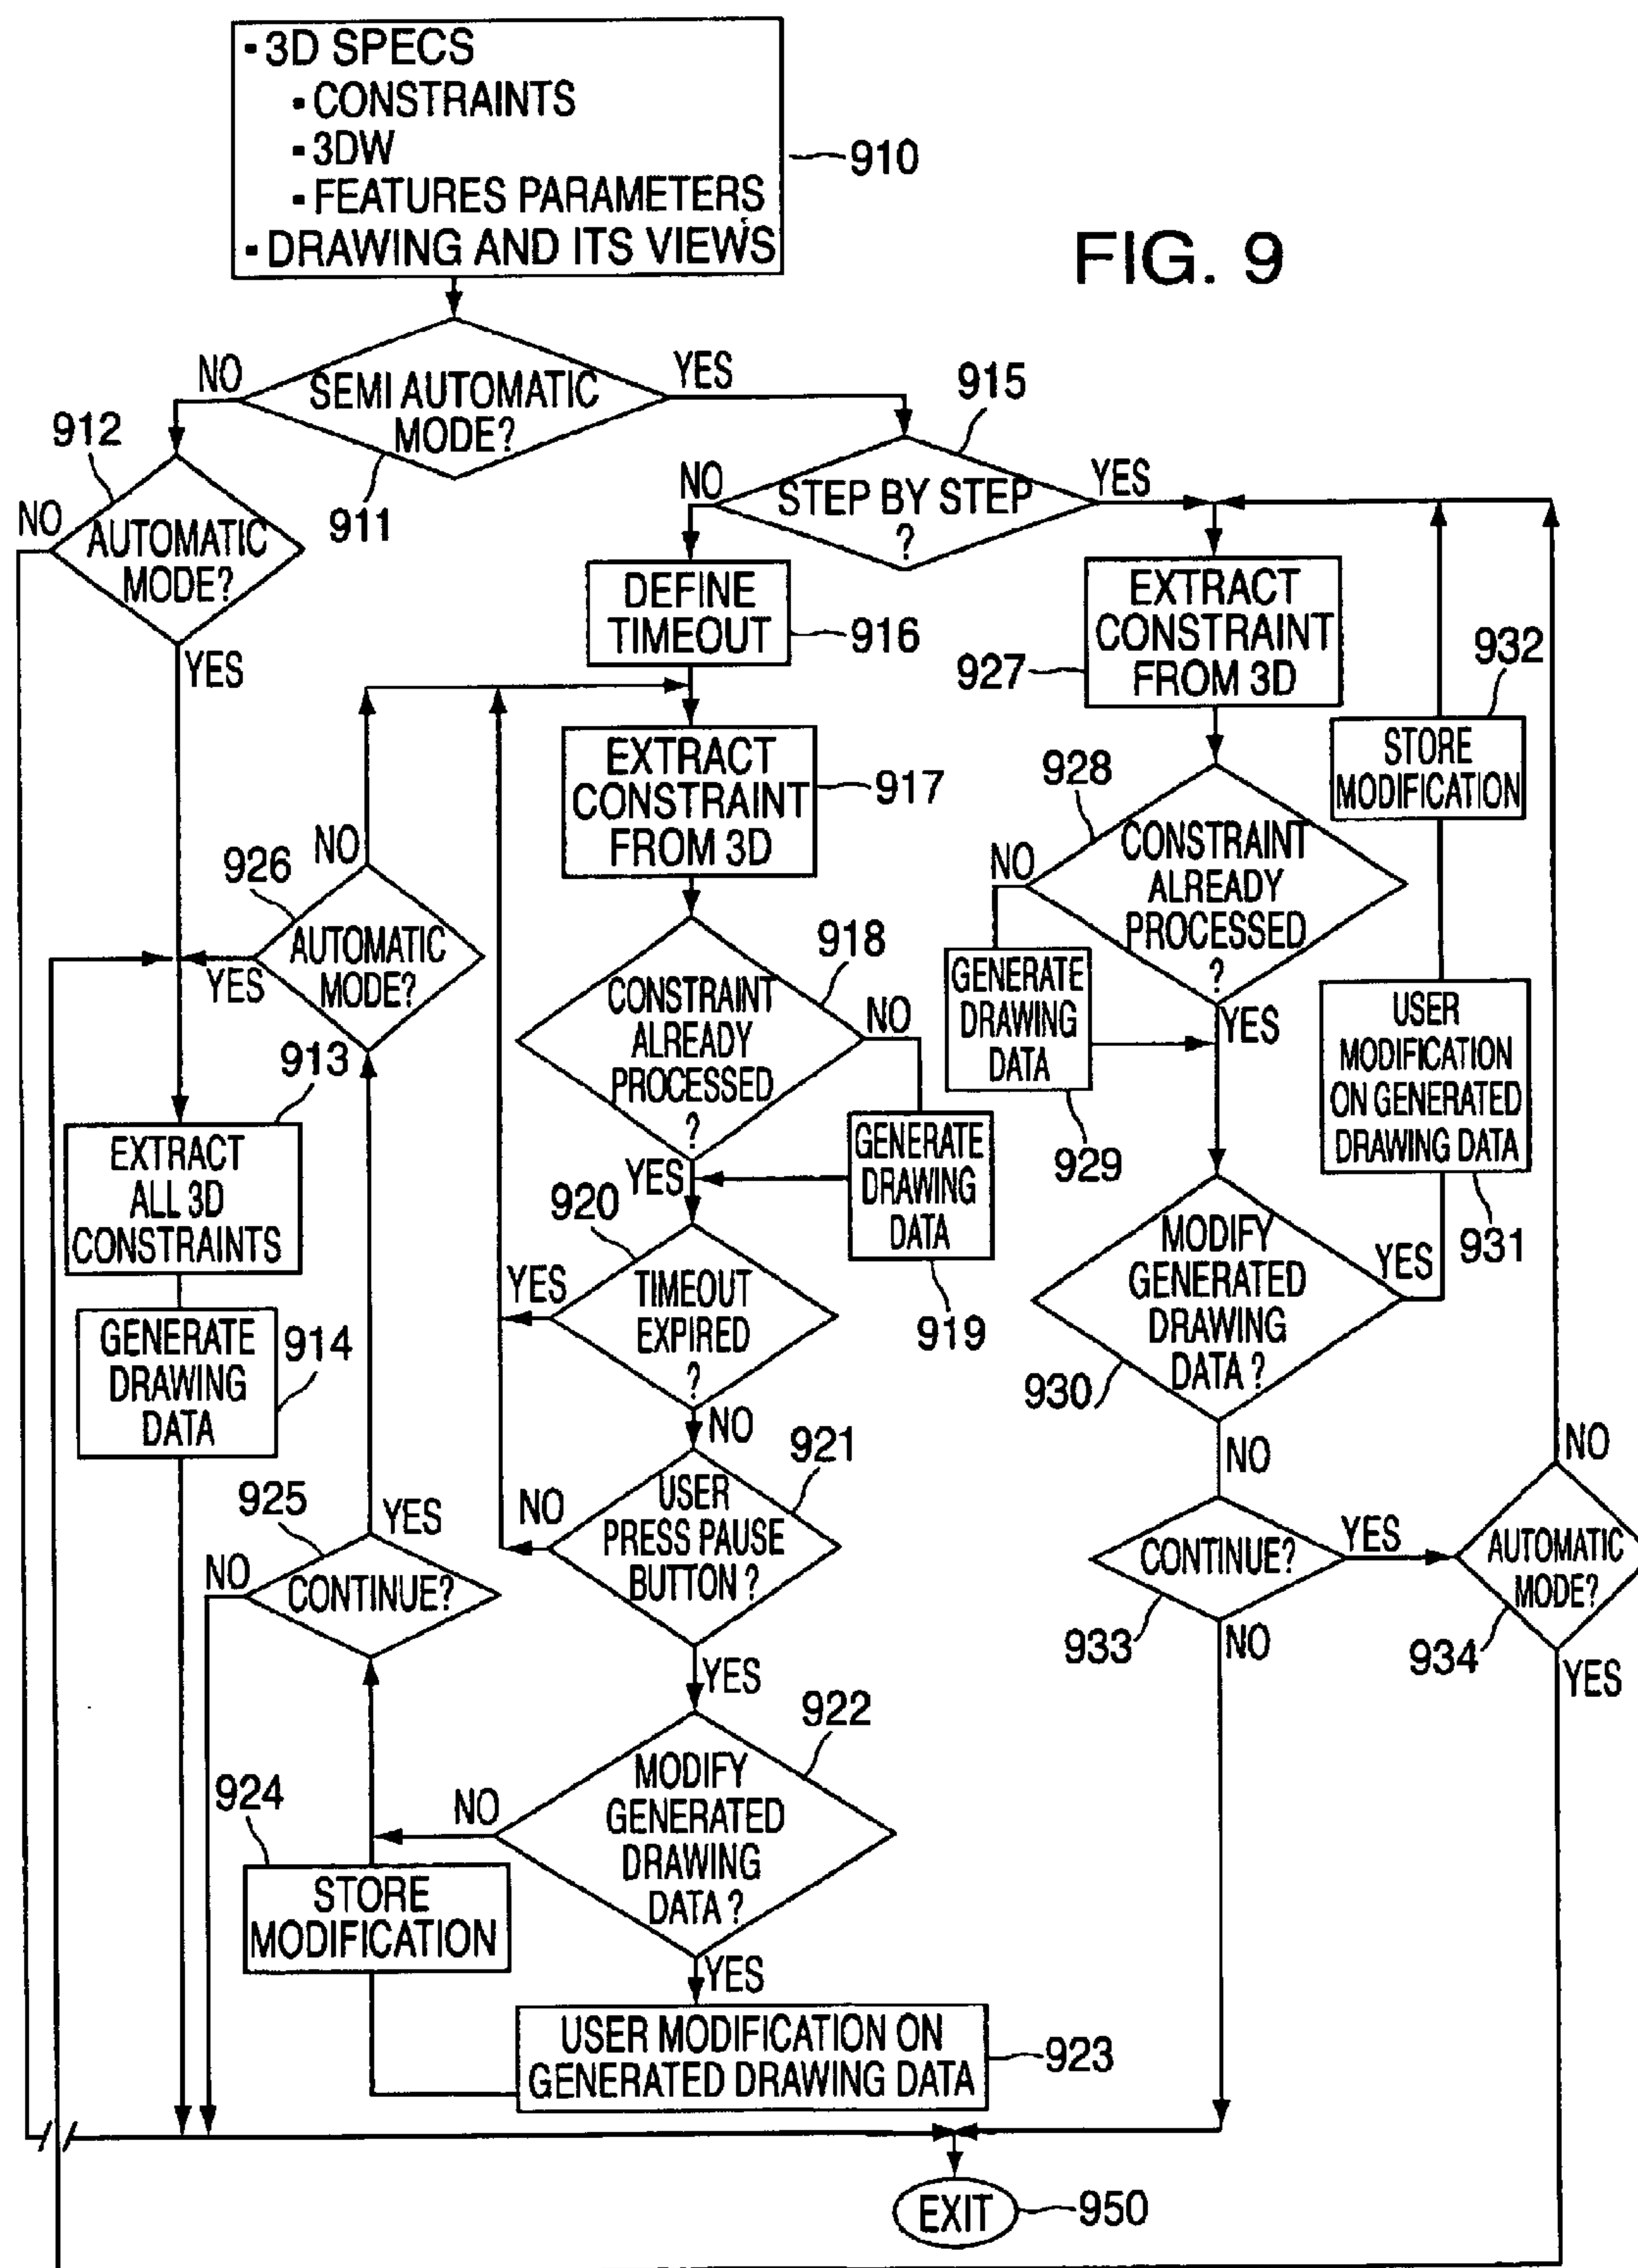 ▪ 3D SPECS
▪ CONSTRAINTS
▪ 3DW
▪ FEATURES PARAMETERS
▪ DRAWING AND ITS VIEWS
910
FIG. 9
SEMI AUTOMATIC
MODE?
NO
YES
911
912
AUTOMATIC
MODE?
NO
YES
915
STEP BY STEP
?
NO
YES
DEFINE
TIMEOUT
916
EXTRACT
CONSTRAINT
FROM 3D
927
932
STORE
MODIFICATION
EXTRACT
CONSTRAINT
FROM 3D
917
928
CONSTRAINT
ALREADY
PROCESSED
?
NO
YES
926
NO
AUTOMATIC
MODE?
YES
918
CONSTRAINT
ALREADY
PROCESSED
?
NO
YES
GENERATE
DRAWING
DATA
929
USER
MODIFICATION
ON GENERATED
DRAWING DATA
931
913
EXTRACT
ALL 3D
CONSTRAINTS
GENERATE
DRAWING
DATA
919
920
TIMEOUT
EXPIRED
?
YES
NO
MODIFY
GENERATED
DRAWING
DATA ?
YES
930
NO
GENERATE
DRAWING
DATA
914
921
USER
PRESS PAUSE
BUTTON ?
NO
YES
925
YES
NO
CONTINUE?
CONTINUE?
YES
933
NO
NO
AUTOMATIC
MODE?
934
YES
922
MODIFY
GENERATED
DRAWING
DATA ?
NO
YES
924
STORE
MODIFICATION
USER MODIFICATION ON
GENERATED DRAWING DATA
923
EXIT
950